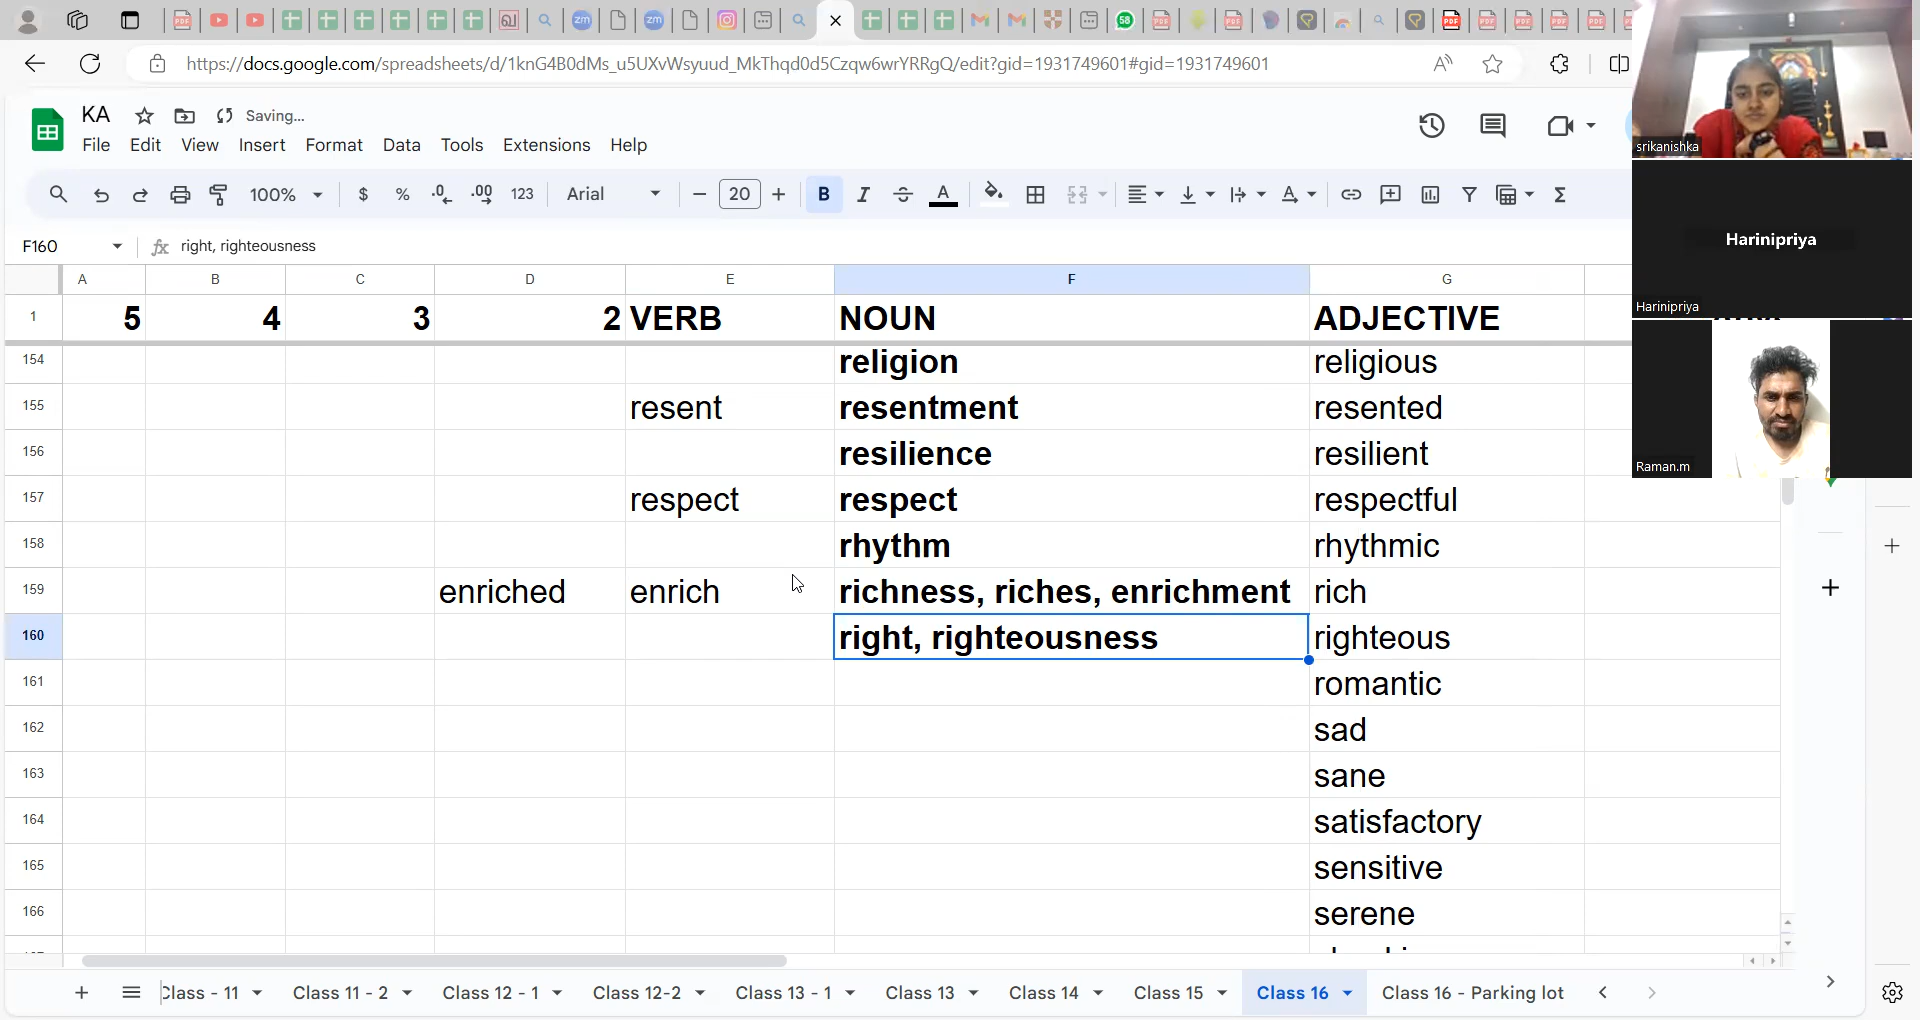 https://docs.google.com/spreadsheets/d/1knG4B0dMs_u5UXvWsyuud_MkThqd0d5Czqw6wrYRRgQ/edit?gid=1931749601#gid=1931749601
KA Saving...
File Edit View Insert Format Data Tools Extensions Help
100% $ % .0 .00 123 Arial 20 B I A
F160 fx right, righteousness
A B C D E F G
1 5 4 3 2 VERB NOUN ADJECTIVE
154 religion religious
155 resent resentment resented
156 resilience resilient
157 respect respect respectful
158 rhythm rhythmic
159 enriched enrich richness, riches, enrichment rich
160 right, righteousness righteous
161 romantic
162 sad
163 sane
164 satisfactory
165 sensitive
166 serene
Class - 11 Class 11 - 2 Class 12 - 1 Class 12-2 Class 13 - 1 Class 13 Class 14 Class 15 Class 16 Class 16 - Parking lot
srikanishka
Harinipriya
Harinipriya
Raman.m